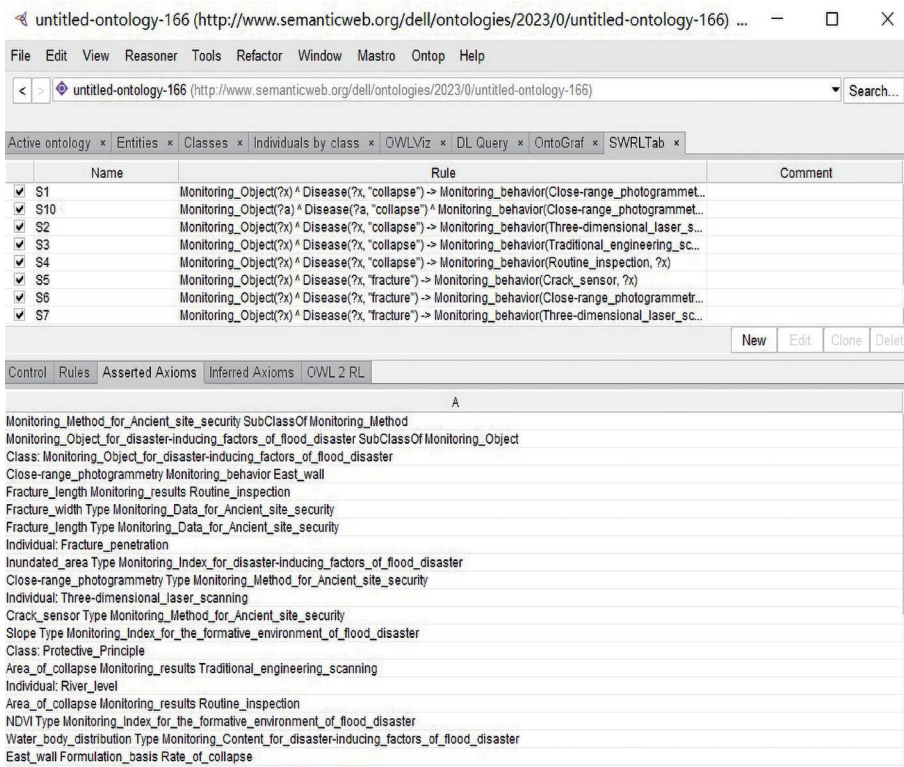 untitled-ontology-166 (http://www.semanticweb.org/dell/ontologies/2023/0/untitled-ontology-166) ...
File Edit View Reasoner Tools Refactor Window Mastro Ontop Help
untitled-ontology-166 (http://www.semanticweb.org/dell/ontologies/2023/0/untitled-ontology-166) Search...
Active ontology × Entities × Classes × Individuals by class × OWLViz × DL Query × OntoGraf × SWRLTab ×
Name Rule Comment
S1 Monitoring_Object(?x) ^ Disease(?x, "collapse") -> Monitoring_behavior(Close-range_photogrammet...
S10 Monitoring_Object(?a) ^ Disease(?a, "collapse") ^ Monitoring_behavior(Close-range_photogrammet...
S2 Monitoring_Object(?x) ^ Disease(?x, "collapse") -> Monitoring_behavior(Three-dimensional_laser_s...
S3 Monitoring_Object(?x) ^ Disease(?x, "collapse") -> Monitoring_behavior(Traditional_engineering_sc...
S4 Monitoring_Object(?x) ^ Disease(?x, "collapse") -> Monitoring_behavior(Routine_inspection, ?x)
S5 Monitoring_Object(?x) ^ Disease(?x, "fracture") -> Monitoring_behavior(Crack_sensor, ?x)
S6 Monitoring_Object(?x) ^ Disease(?x, "fracture") -> Monitoring_behavior(Close-range_photogrammetr...
S7 Monitoring_Object(?x) ^ Disease(?x, "fracture") -> Monitoring_behavior(Three-dimensional_laser_sc...
New Edit Clone Delet
Control Rules Asserted Axioms Inferred Axioms OWL 2 RL
A
Monitoring_Method_for_Ancient_site_security SubClassOf Monitoring_Method
Monitoring_Object_for_disaster-inducing_factors_of_flood_disaster SubClassOf Monitoring_Object
Class: Monitoring_Object_for_disaster-inducing_factors_of_flood_disaster
Close-range_photogrammetry Monitoring_behavior East_wall
Fracture_length Monitoring_results Routine_inspection
Fracture_width Type Monitoring_Data_for_Ancient_site_security
Fracture_length Type Monitoring_Data_for_Ancient_site_security
Individual: Fracture_penetration
Inundated_area Type Monitoring_Index_for_disaster-inducing_factors_of_flood_disaster
Close-range_photogrammetry Type Monitoring_Method_for_Ancient_site_security
Individual: Three-dimensional_laser_scanning
Crack_sensor Type Monitoring_Method_for_Ancient_site_security
Slope Type Monitoring_Index_for_the_formative_environment_of_flood_disaster
Class: Protective_Principle
Area_of_collapse Monitoring_results Traditional_engineering_scanning
Individual: River_level
Area_of_collapse Monitoring_results Routine_inspection
NDVI Type Monitoring_Index_for_the_formative_environment_of_flood_disaster
Water_body_distribution Type Monitoring_Content_for_disaster-inducing_factors_of_flood_disaster
East_wall Formulation_basis Rate_of_collapse